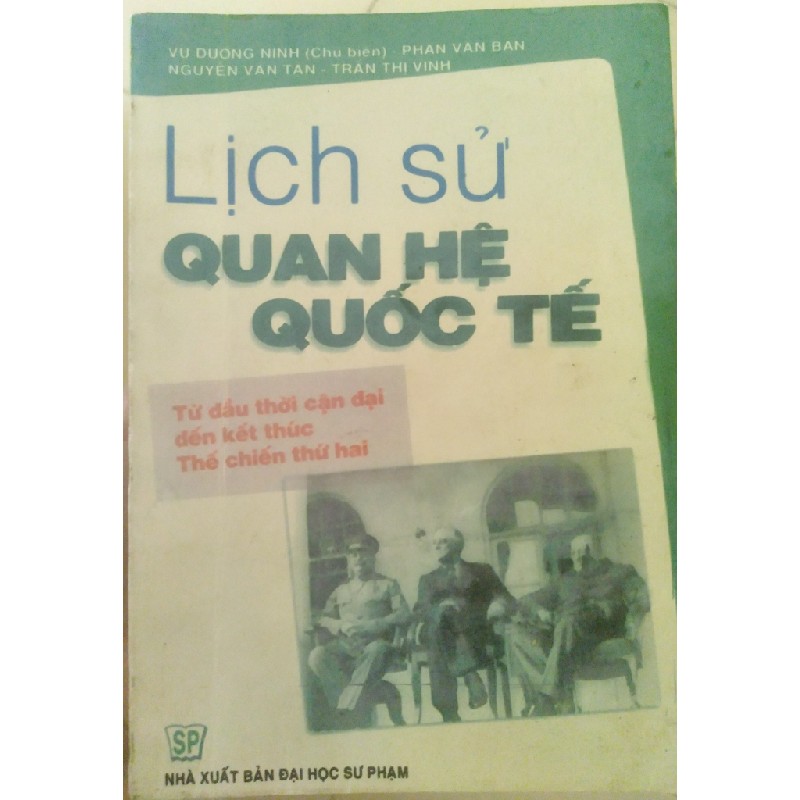 VŨ DƯƠNG NINH (Chủ biên) - PHAN VĂN BAN
NGUYỄN VĂN TẬN - TRẦN THỊ VINH
Lịch sử
QUAN HỆ
QUỐC TẾ
Từ đầu thời cận đại
đến kết thúc
Thế chiến thứ hai
SP
NHÀ XUẤT BẢN ĐẠI HỌC SƯ PHẠM